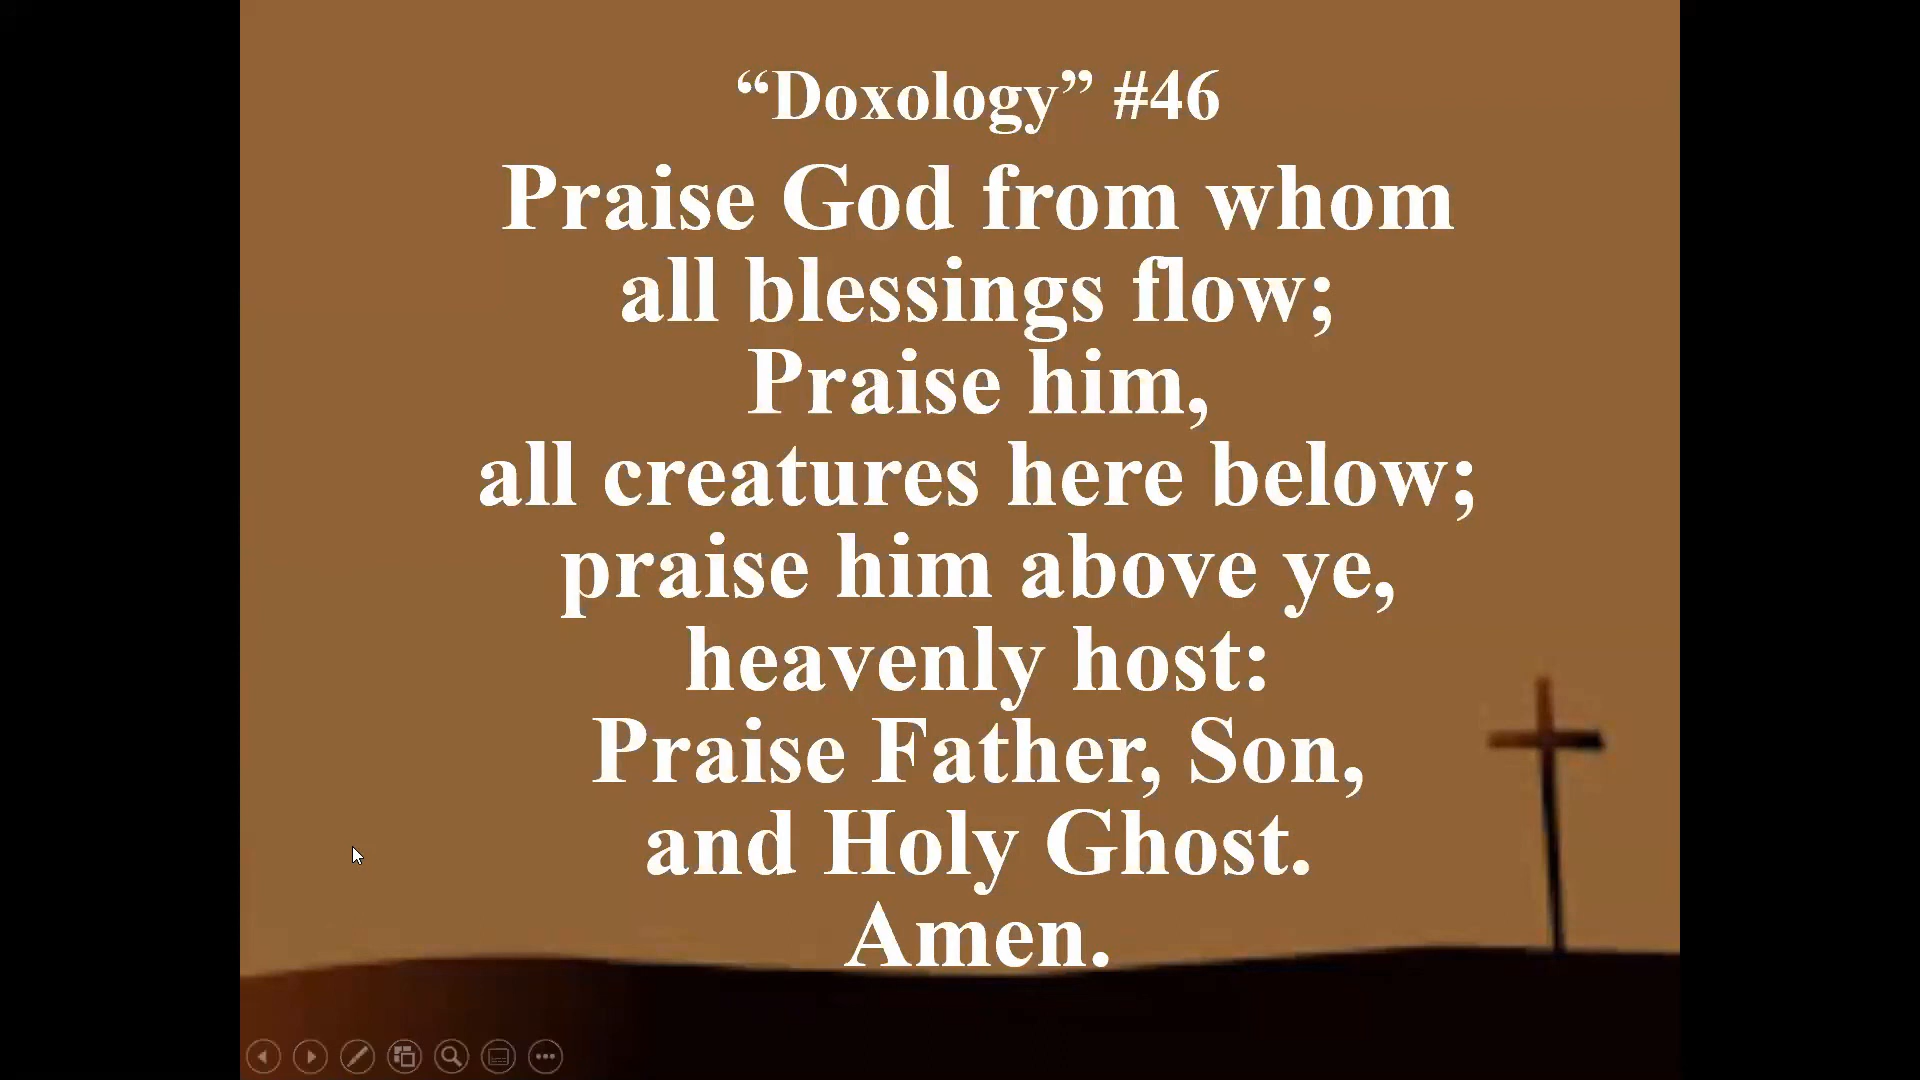 “Doxology” #46
Praise God from whom
all blessings flow;
Praise him,
all creatures here below;
praise him above ye,
heavenly host:
Praise Father, Son,
and Holy Ghost.
Amen.